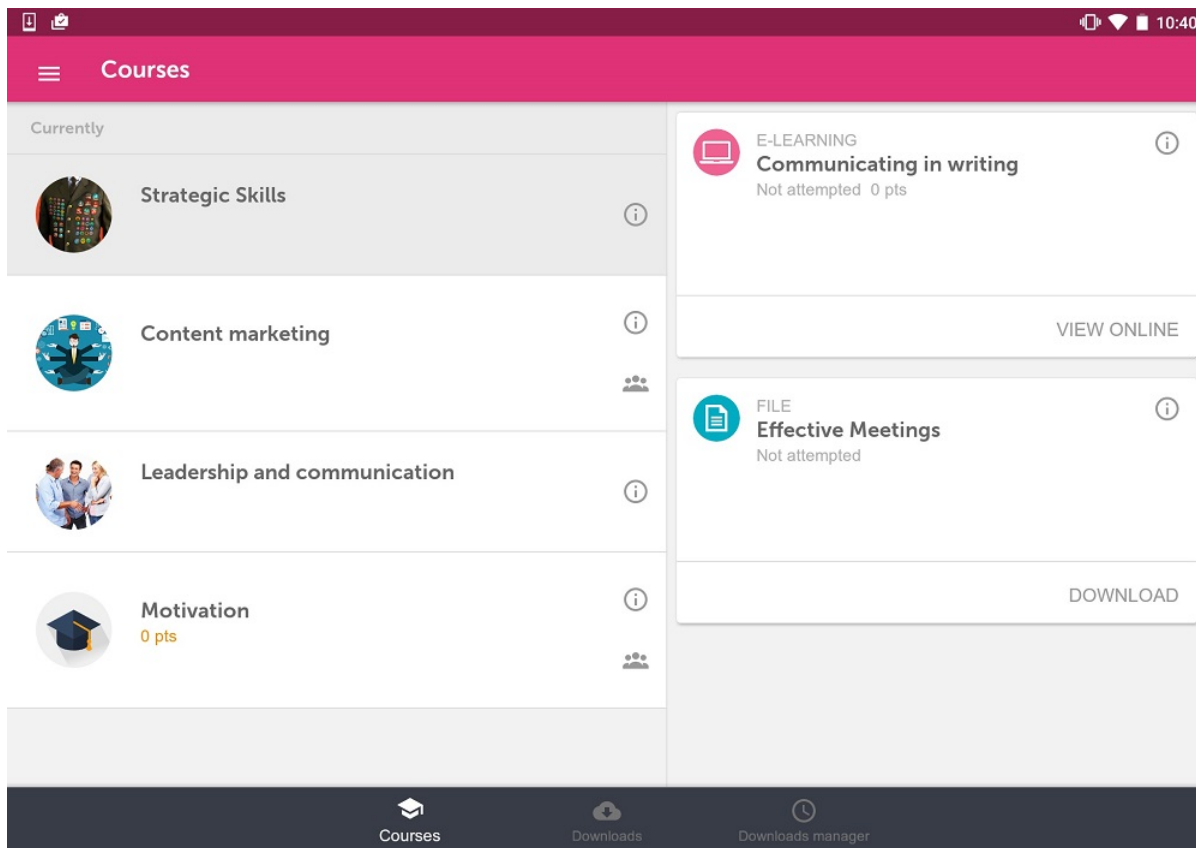 10:40
Courses
Currently
Strategic Skills
Content marketing
Leadership and communication
Motivation
0 pts
E-LEARNING
Communicating in writing
Not attempted 0 pts
VIEW ONLINE
FILE
Effective Meetings
Not attempted
DOWNLOAD
Courses
Downloads
Downloads manager